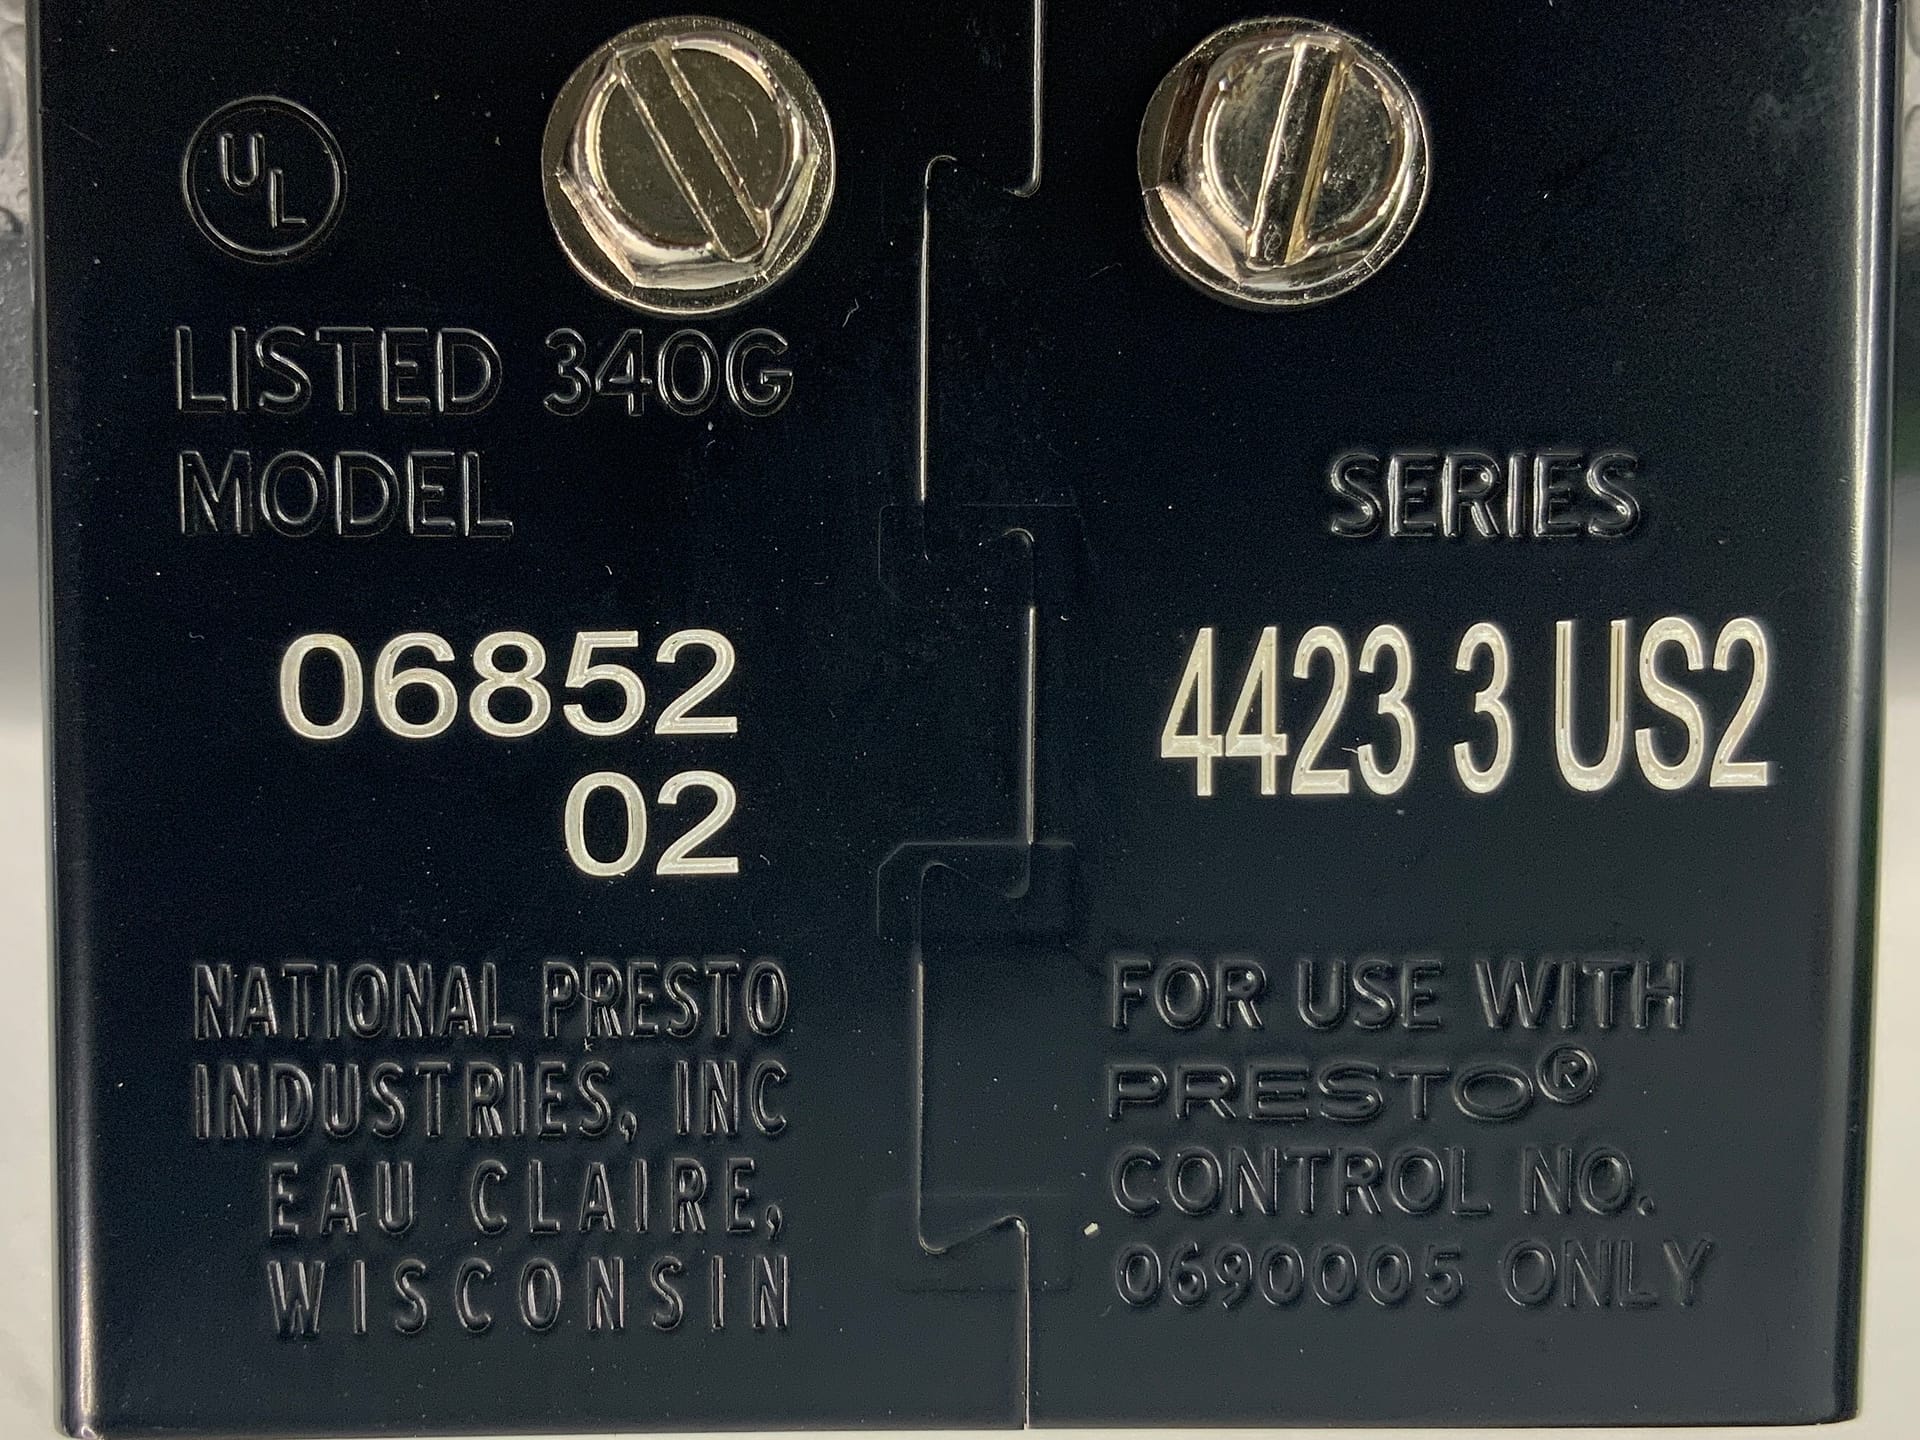 UL
LISTED 340G
MODEL
06852
02
NATIONAL PRESTO
INDUSTRIES, INC
EAU CLAIRE,
WISCONSIN
SERIES
4423 3 US2
FOR USE WITH
PRESTO®
CONTROL NO.
0690005 ONLY